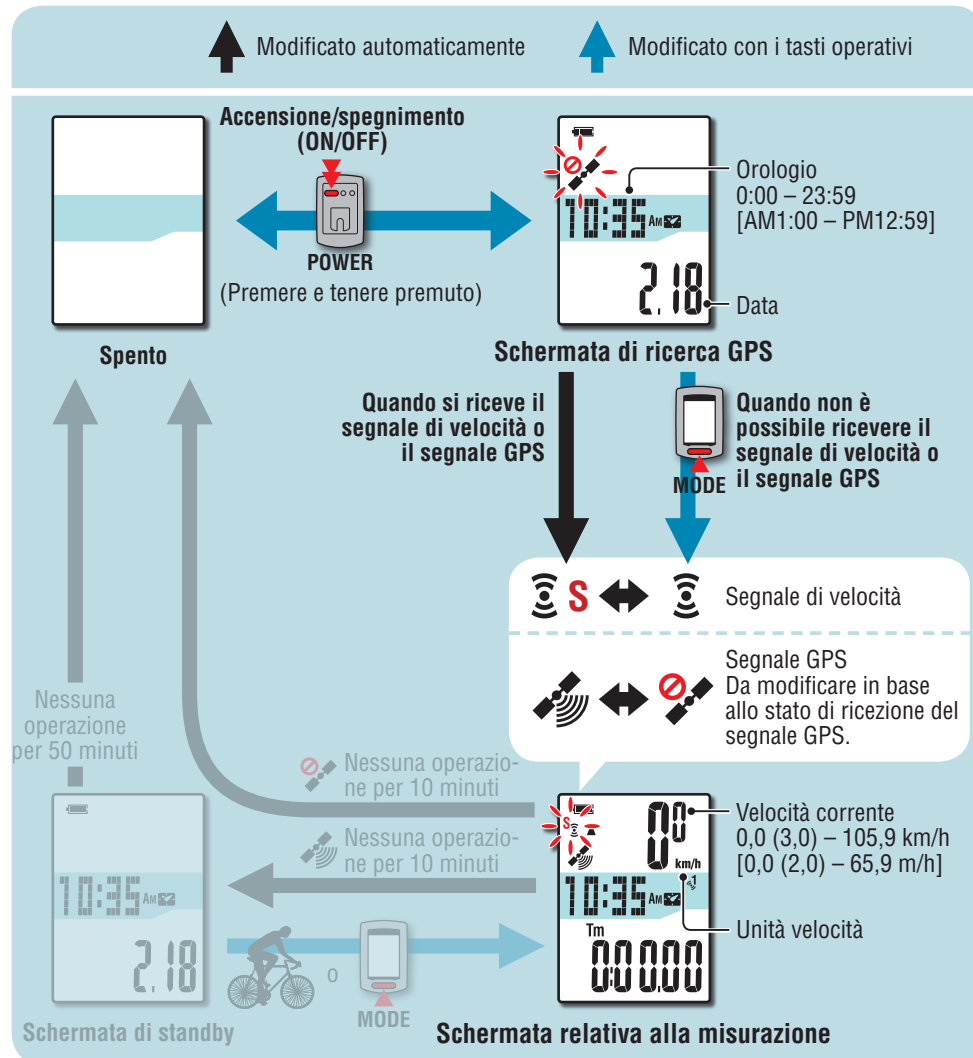 Modificato automaticamente
Modificato con i tasti operativi
Accensione/spegnimento
(ON/OFF)
POWER
(Premere e tenere premuto)
Spento
10:35 AM
2.18
Orologio
0:00 – 23:59
[AM1:00 – PM12:59]
Data
Schermata di ricerca GPS
Quando si riceve il
segnale di velocità o
il segnale GPS
MODE
Quando non è
possibile ricevere il
segnale di velocità o
il segnale GPS
S
Segnale di velocità
Segnale GPS
Da modificare in base
allo stato di ricezione del
segnale GPS.
Nessuna
operazione
per 50 minuti
Nessuna operazio-
ne per 10 minuti
Nessuna operazio-
ne per 10 minuti
10:35 AM
2.18
Schermata di standby
o
MODE
S
00
km/h
1
10:35 AM
Tm
0:00.00
Velocità corrente
0,0 (3,0) – 105,9 km/h
[0,0 (2,0) – 65,9 m/h]
Unità velocità
Schermata relativa alla misurazione